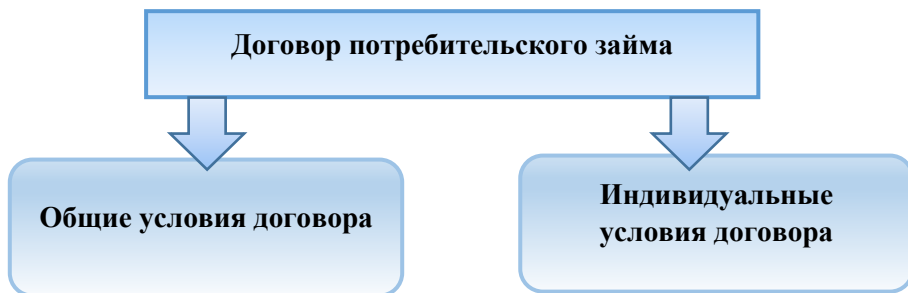 Договор потребительского займа
Общие условия договора
Индивидуальные
условия договора